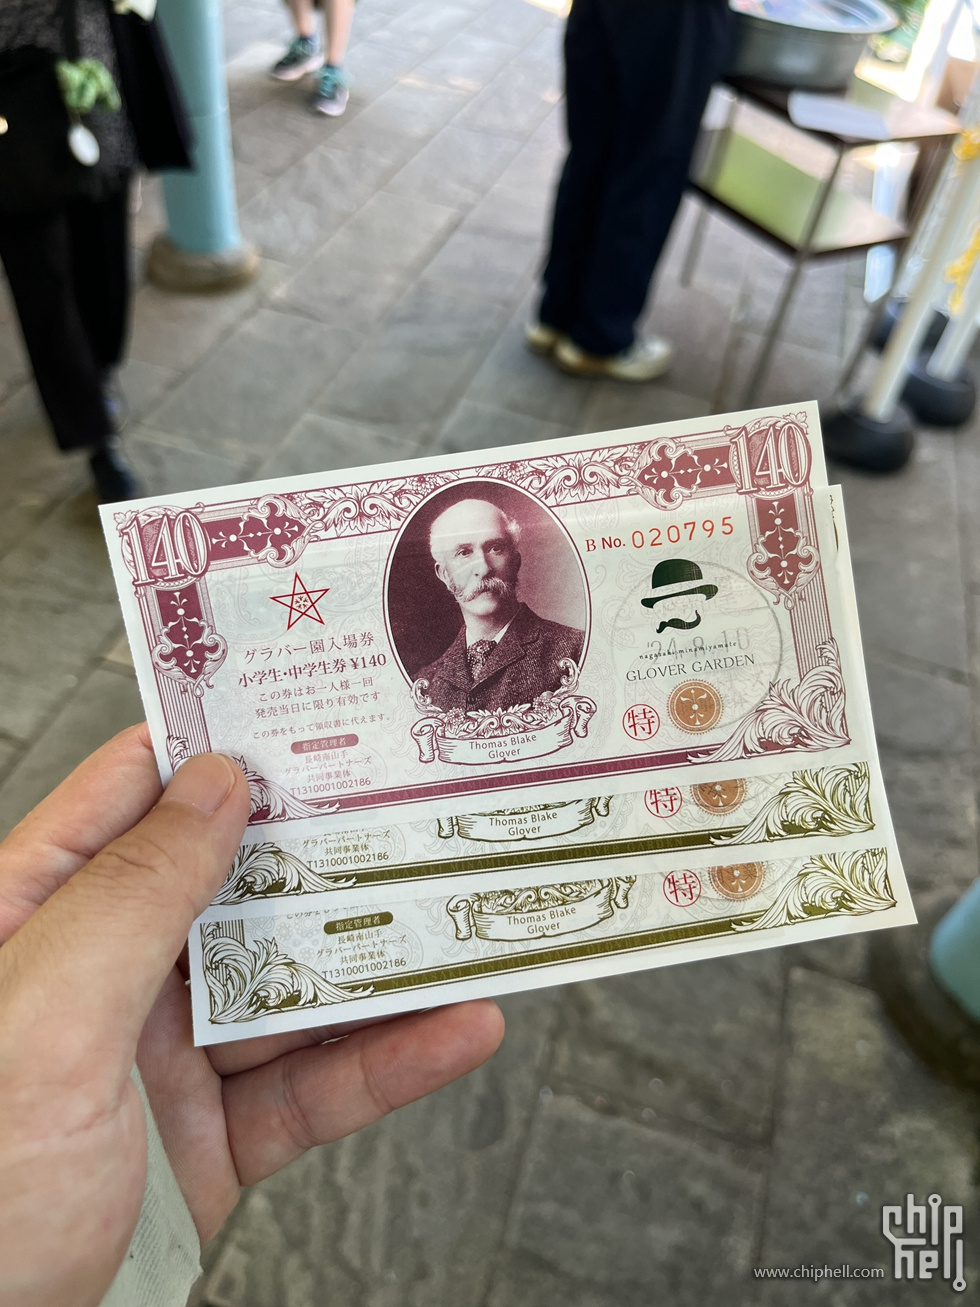 140
140
B No. 020795
グラバー園入場券
小学生・中学生券 ¥140
この券はお一人様一回
発売当日に限り有効です
この券をもって領収書に代えます。
指定管理者
長崎南山手
グラバーパートナーズ
共同事業体
T1310001002186
Thomas Blake
Glover
'24.8.10
nagasaki-minamiyamate
GLOVER GARDEN
特
グラバーパートナーズ
共同事業体
T1310001002186
Thomas Blake
Glover
特
指定管理者
長崎南山手
グラバーパートナーズ
共同事業体
T1310001002186
Thomas Blake
Glover
特
chip
hell
www.chiphell.com